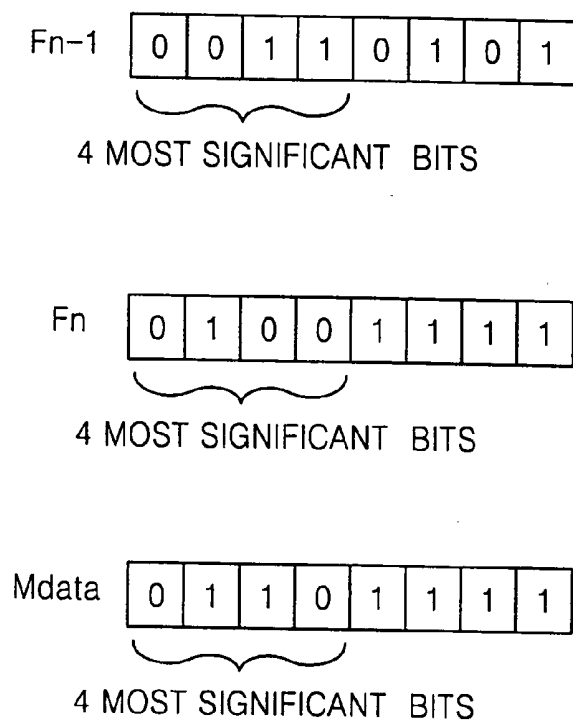 Fn-1 0 0 1 1 0 1 0 1
4 MOST SIGNIFICANT BITS
Fn 0 1 0 0 1 1 1 1
4 MOST SIGNIFICANT BITS
Mdata 0 1 1 0 1 1 1 1
4 MOST SIGNIFICANT BITS